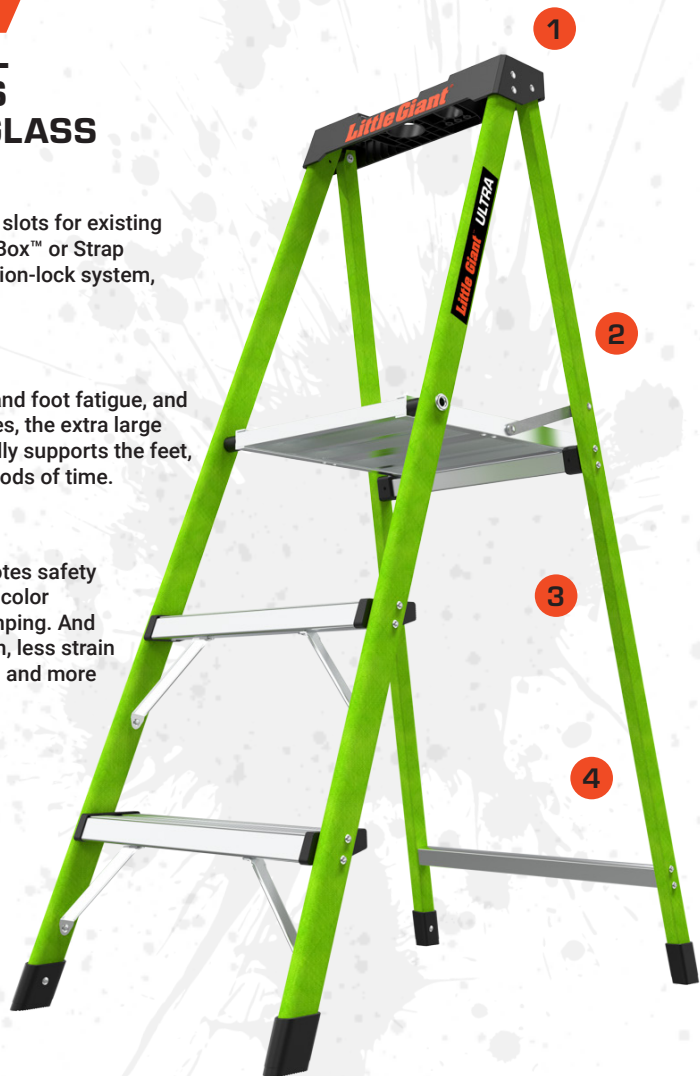 GLASS
slots for existing
Box™ or Strap
ion-lock system,
and foot fatigue, and
es, the extra large
lly supports the feet,
ods of time.
otes safety
color
nping. And
n, less strain
and more
Little Giant
Little Giant ULTRA
1
2
3
4